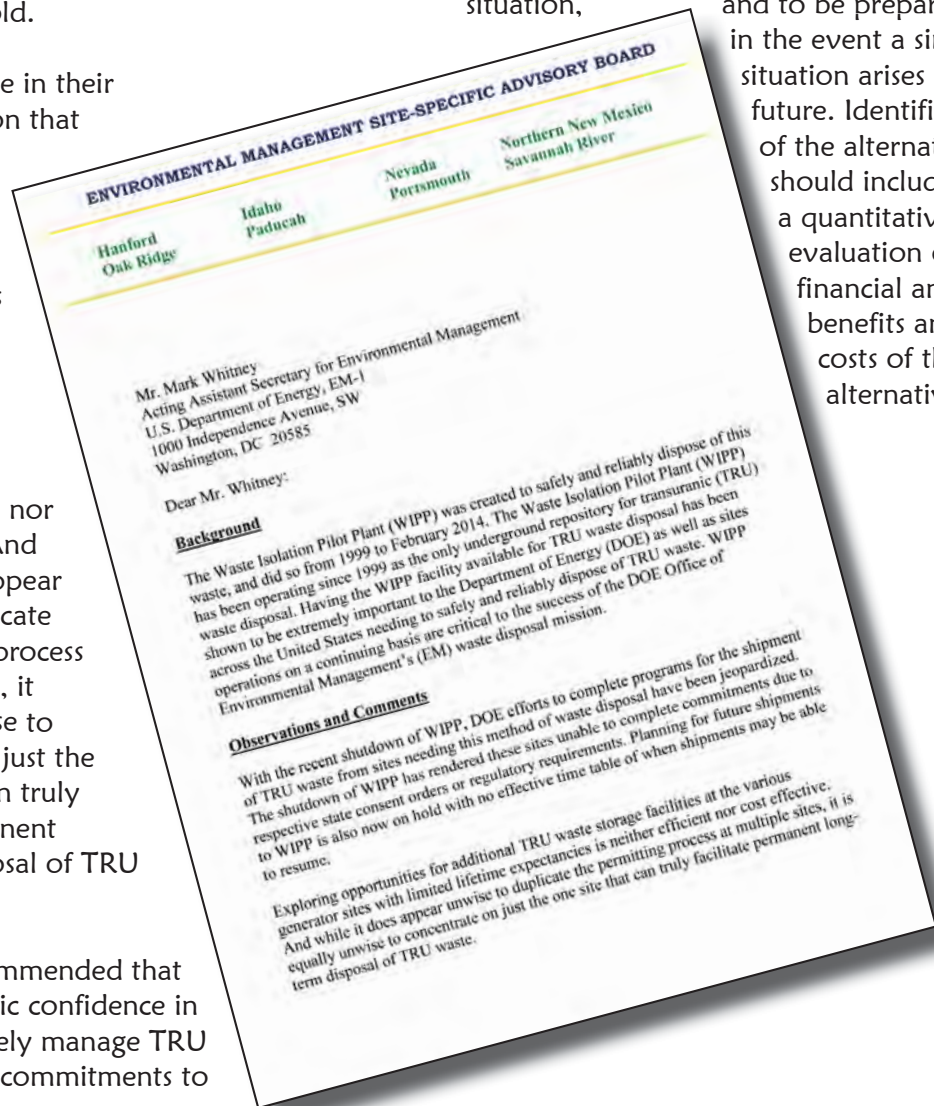 old.
e in their
on that
s
nor
And
ppear
cate
process
, it
se to
just the
n truly
nent
osal of TRU
mmended that
ic confidence in
ely manage TRU
commitments to
ENVIRONMENTAL MANAGEMENT SITE-SPECIFIC ADVISORY BOARD
Hanford Idaho Nevada Northern New Mexico
Oak Ridge Paducah Portsmouth Savannah River
Mr. Mark Whitney
Acting Assistant Secretary for Environmental Management
U.S. Department of Energy, EM-1
1000 Independence Avenue, SW
Washington, DC 20585
Dear Mr. Whitney:
Background
The Waste Isolation Pilot Plant (WIPP) was created to safely and reliably dispose of this
waste, and did so from 1999 to February 2014. The Waste Isolation Pilot Plant (WIPP)
has been operating since 1999 as the only underground repository for transuranic (TRU)
waste disposal. Having the WIPP facility available for TRU waste disposal has been
shown to be extremely important to the Department of Energy (DOE) as well as sites
across the United States needing to safely and reliably dispose of TRU waste. WIPP
operations on a continuing basis are critical to the success of the DOE Office of
Environmental Management's (EM) waste disposal mission.
Observations and Comments
With the recent shutdown of WIPP, DOE efforts to complete programs for the shipment
of TRU waste from sites needing this method of waste disposal have been jeopardized.
The shutdown of WIPP has rendered these sites unable to complete commitments due to
respective state consent orders or regulatory requirements. Planning for future shipments
to WIPP is also now on hold with no effective time table of when shipments may be able
to resume.
Exploring opportunities for additional TRU waste storage facilities at the various
generator sites with limited lifetime expectancies is neither efficient nor cost effective.
And while it does appear unwise to duplicate the permitting process at multiple sites, it is
equally unwise to concentrate on just the one site that can truly facilitate permanent long-
term disposal of TRU waste.
situation, and to be prepar
in the event a sin
situation arises
future. Identifi
of the alternat
should includ
a quantitativ
evaluation
financial an
benefits an
costs of th
alternativ